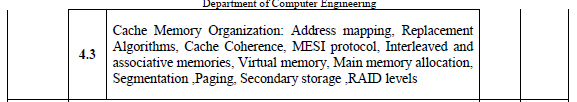 Department of Computer Engineering
4.3
Cache Memory Organization: Address mapping, Replacement
Algorithms, Cache Coherence, MESI protocol, Interleaved and
associative memories, Virtual memory, Main memory allocation,
Segmentation ,Paging, Secondary storage ,RAID levels